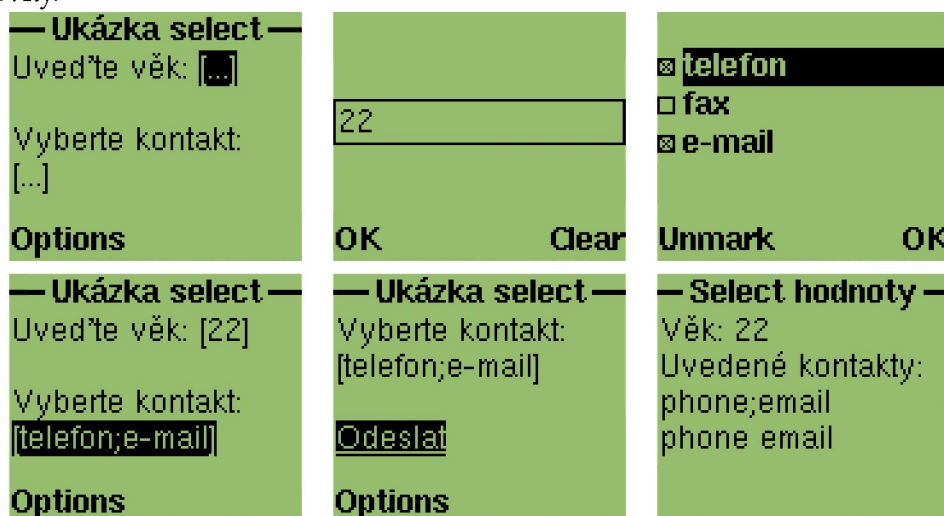 Ukázka select
Uveďte věk: [...]
Vyberte kontakt:
[...]
Options
22
OK Clear
telefon
fax
e-mail
Unmark OK
Ukázka select
Uveďte věk: [22]
Vyberte kontakt:
[telefon;e-mail]
Options
Ukázka select
Vyberte kontakt:
[telefon;e-mail]
Odeslat
Options
Select hodnoty
Věk: 22
Uvedené kontakty:
phone;email
phone email